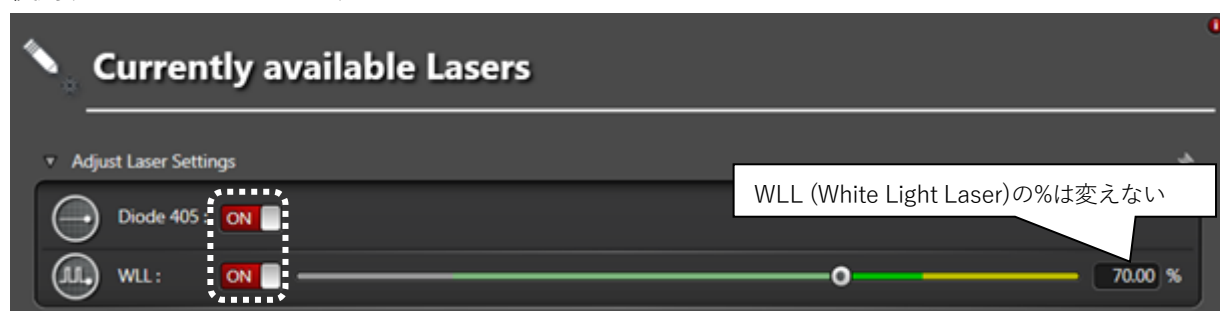 Currently available Lasers
Adjust Laser Settings
WLL (White Light Laser)の%は変えない
Diode 405 : ON
WLL : ON 70.00 %